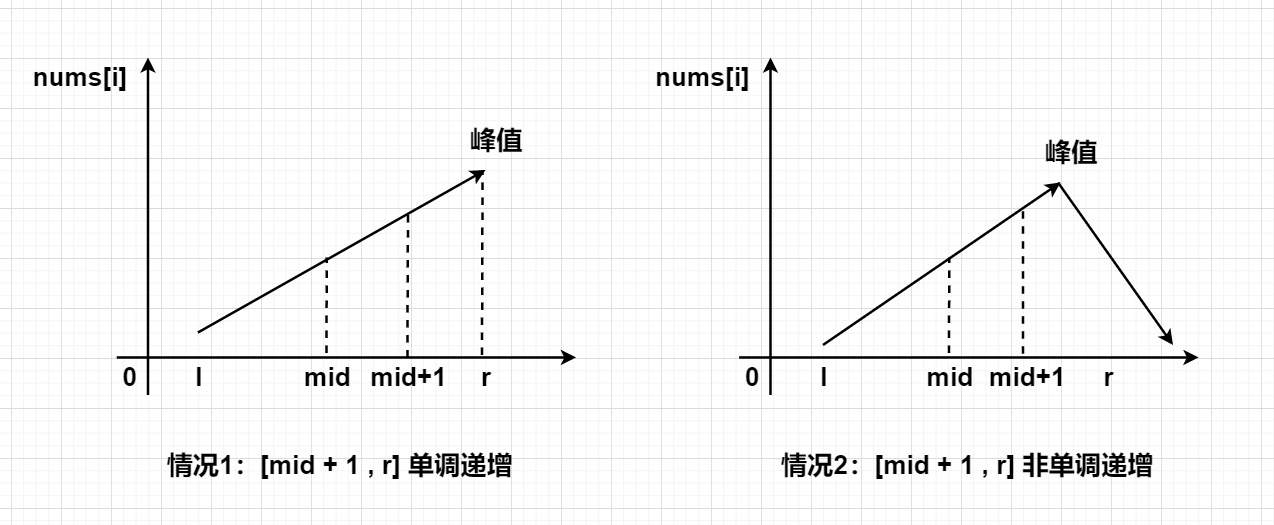 nums[i]
峰值
0
l
mid
mid+1
r
情况1：[mid + 1 , r] 单调递增
nums[i]
峰值
0
l
mid
mid+1
r
情况2：[mid + 1 , r] 非单调递增